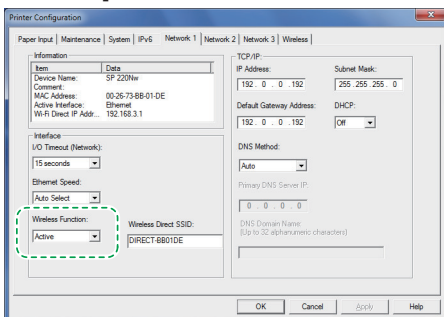 Printer Configuration
Paper Input | Maintenance | System | IPv6 | Network 1 | Network 2 | Network 3 | Wireless
Information
Item Data
Device Name: SP 220Nw
Comment:
MAC Address: 00-26-73-BB-01-DE
Active Interface: Ethernet
Wi-Fi Direct IP Addr... 192.168.3.1
Interface
I/O Timeout (Network):
15 seconds
Ethernet Speed:
Auto Select
Wireless Function:
Active
Wireless Direct SSID:
DIRECT-BB01DE
TCP/IP:
IP Address: Subnet Mask:
192 . 0 . 0 .192 255 .255 .255 . 0
Default Gateway Address: DHCP:
192 . 0 . 0 .192 Off
DNS Method:
Auto
Primary DNS Server IP:
0 . 0 . 0 . 0
DNS Domain Name:
(Up to 32 alphanumeric characters)
OK Cancel Apply Help